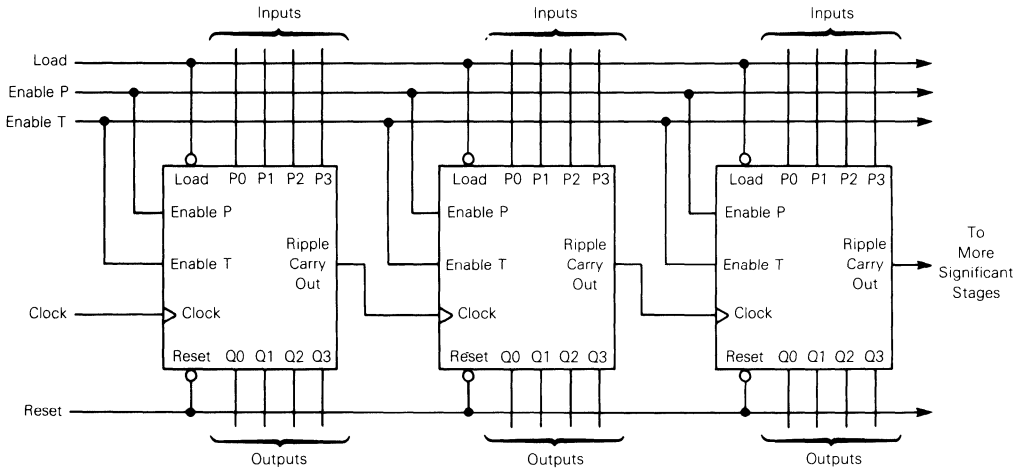 Inputs Inputs Inputs
Load
Enable P
Enable T
Load P0 P1 P2 P3 Load P0 P1 P2 P3 Load P0 P1 P2 P3
Enable P Enable P Enable P
Ripple Ripple Ripple
Enable T Carry Enable T Carry Enable T Carry
Out Out Out
To
More
Significant
Stages
Clock Clock Clock Clock
Reset Q0 Q1 Q2 Q3 Reset Q0 Q1 Q2 Q3 Reset Q0 Q1 Q2 Q3
Reset
Outputs Outputs Outputs